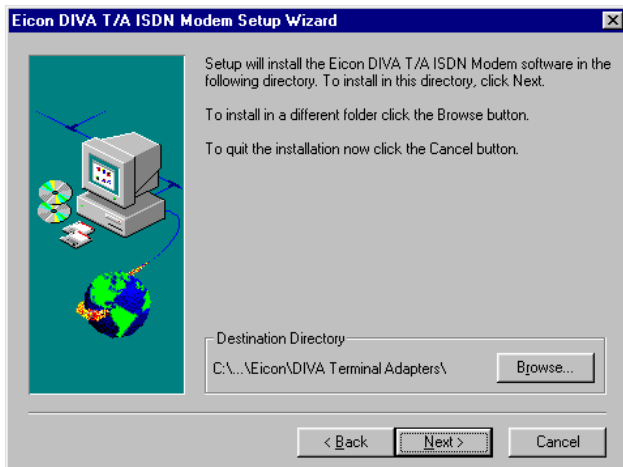 Eicon DIVA T/A ISDN Modem Setup Wizard
Setup will install the Eicon DIVA T/A ISDN Modem software in the
following directory. To install in this directory, click Next.
To install in a different folder click the Browse button.
To quit the installation now click the Cancel button.
Destination Directory
C:\...\Eicon\DIVA Terminal Adapters\
Browse...
< Back
Next >
Cancel